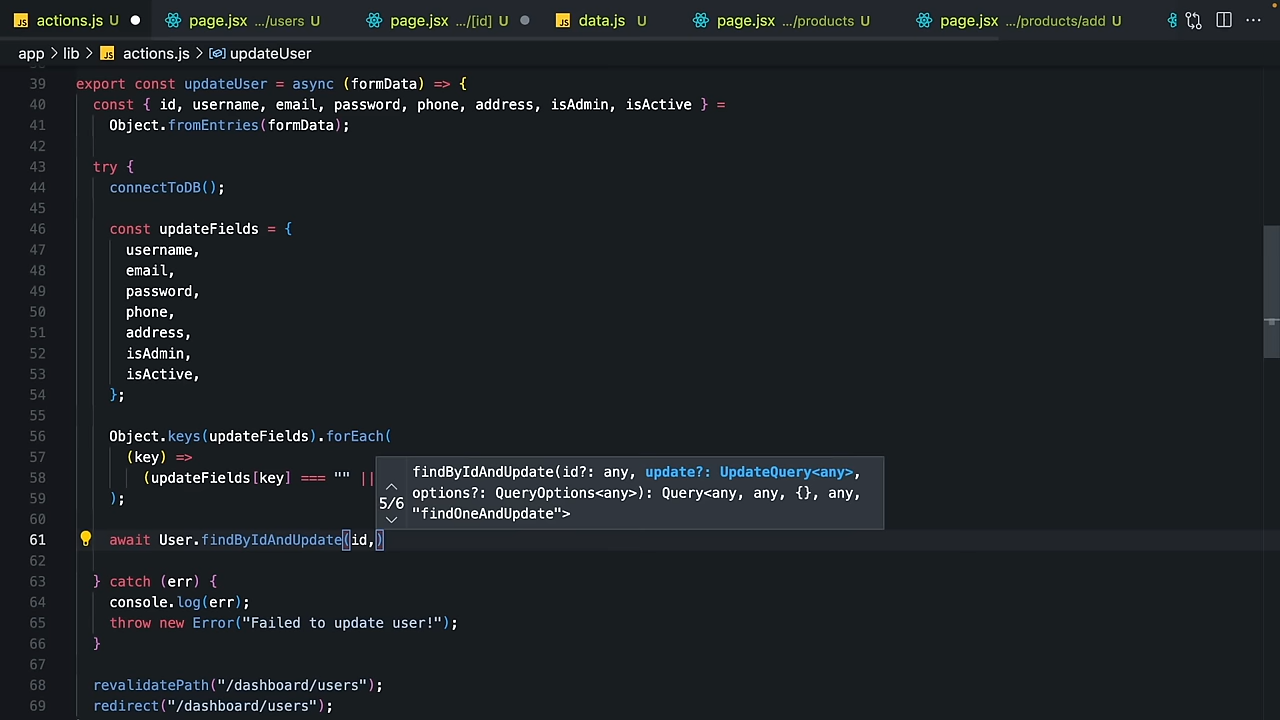 JS actions.js U page.jsx .../users U page.jsx .../[id] U JS data.js U page.jsx .../products U page.jsx .../products/add U
app > lib > JS actions.js > updateUser
39 export const updateUser = async (formData) => {
40 const { id, username, email, password, phone, address, isAdmin, isActive } =
41 Object.fromEntries(formData);
42
43 try {
44 connectToDB();
45
46 const updateFields = {
47 username,
48 email,
49 password,
50 phone,
51 address,
52 isAdmin,
53 isActive,
54 };
55
56 Object.keys(updateFields).forEach(
57 (key) =>
58 (updateFields[key] === "" ||
59 );
60
61 await User.findByIdAndUpdate(id,)
62
63 } catch (err) {
64 console.log(err);
65 throw new Error("Failed to update user!");
66 }
67
68 revalidatePath("/dashboard/users");
69 redirect("/dashboard/users");
findByIdAndUpdate(id?: any, update?: UpdateQuery<any>,
5/6 options?: QueryOptions<any>): Query<any, any, {}, any,
"findOneAndUpdate">